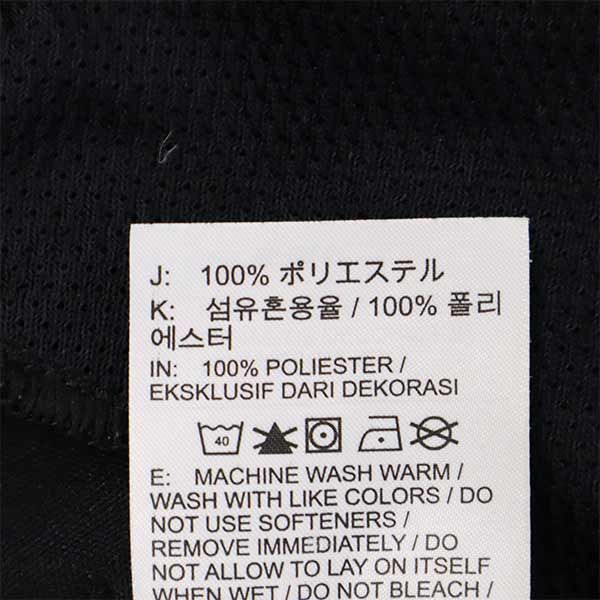 J: 100% ポリエステル
K: 섬유혼용율 / 100% 폴리
에스터
IN: 100% POLIESTER /
EKSKLUSIF DARI DEKORASI
40
E: MACHINE WASH WARM /
WASH WITH LIKE COLORS / DO
NOT USE SOFTENERS /
REMOVE IMMEDIATELY / DO
NOT ALLOW TO LAY ON ITSELF
WHEN WET / DO NOT BLEACH /